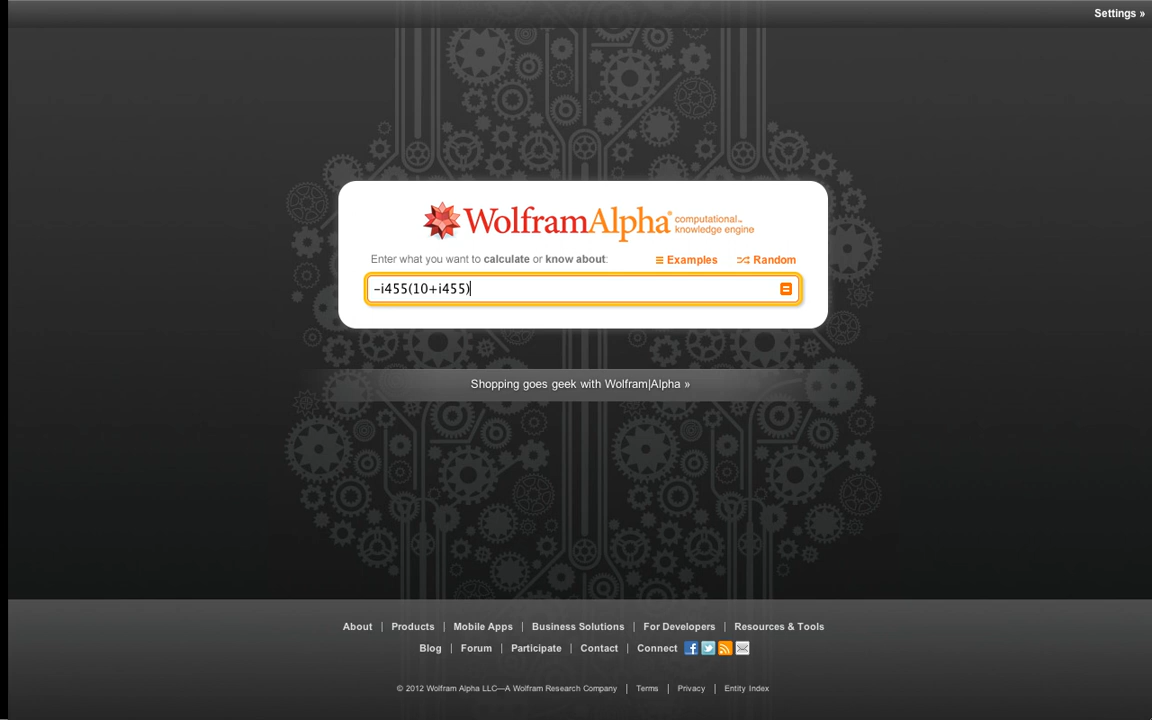 Settings »
WolframAlpha® computational™ knowledge engine
Enter what you want to calculate or know about:
Examples
Random
-i455(10+i455)
=
Shopping goes geek with Wolfram|Alpha »
About | Products | Mobile Apps | Business Solutions | For Developers | Resources & Tools
Blog | Forum | Participate | Contact | Connect
© 2012 Wolfram Alpha LLC—A Wolfram Research Company | Terms | Privacy | Entity Index